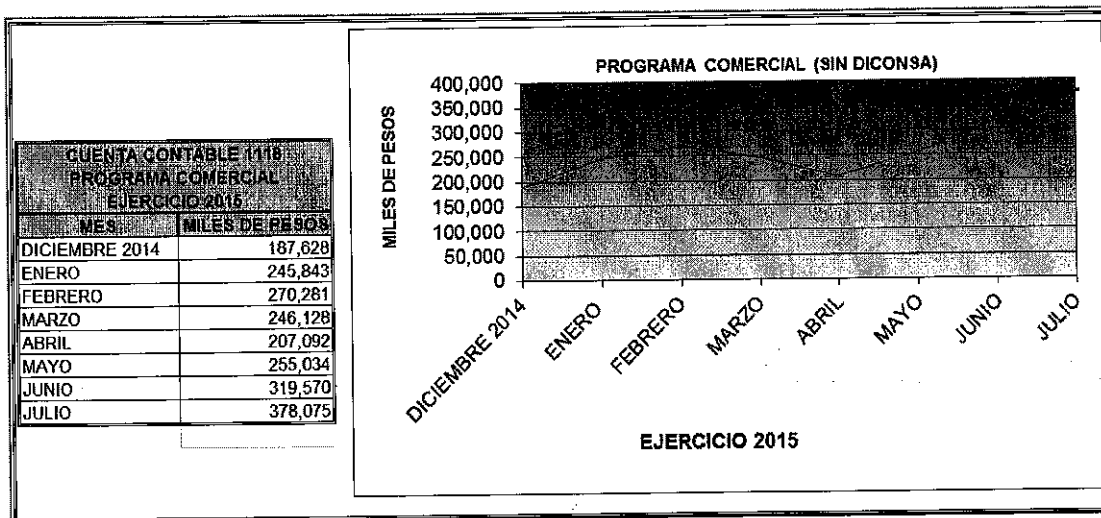 CUENTA CONTABLE 1118
PROGRAMA COMERCIAL
EJERCICIO 2015
MES MILES DE PESOS
DICIEMBRE 2014 187,628
ENERO 245,843
FEBRERO 270,281
MARZO 246,128
ABRIL 207,092
MAYO 255,034
JUNIO 319,570
JULIO 378,075
PROGRAMA COMERCIAL (SIN DICONSA)
MILES DE PESOS
400,000
350,000
300,000
250,000
200,000
150,000
100,000
50,000
0
DICIEMBRE 2014
ENERO
FEBRERO
MARZO
ABRIL
MAYO
JUNIO
JULIO
EJERCICIO 2015